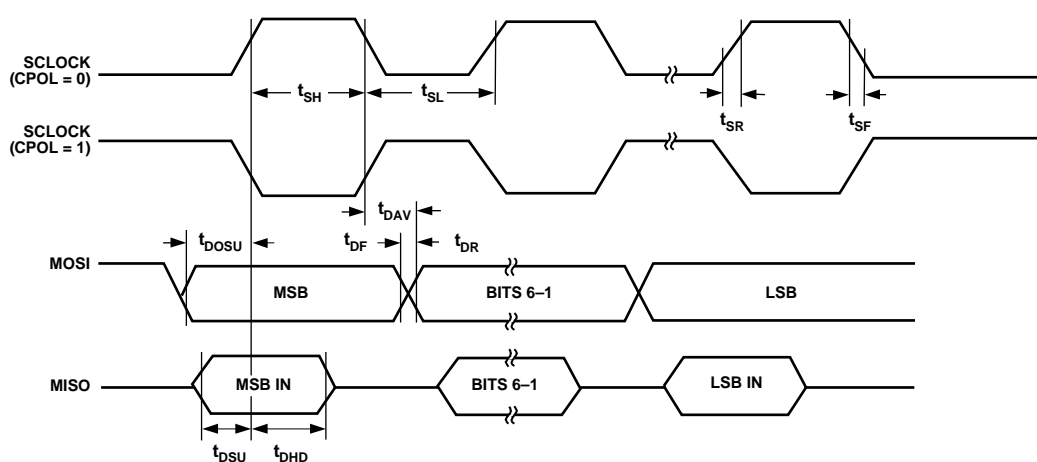 SCLOCK
(CPOL = 0)
tSH
tSL
tSR
tSF
SCLOCK
(CPOL = 1)
tDAV
tDOSU
tDF
tDR
MOSI
MSB
BITS 6–1
LSB
MISO
MSB IN
BITS 6–1
LSB IN
tDSU
tDHD